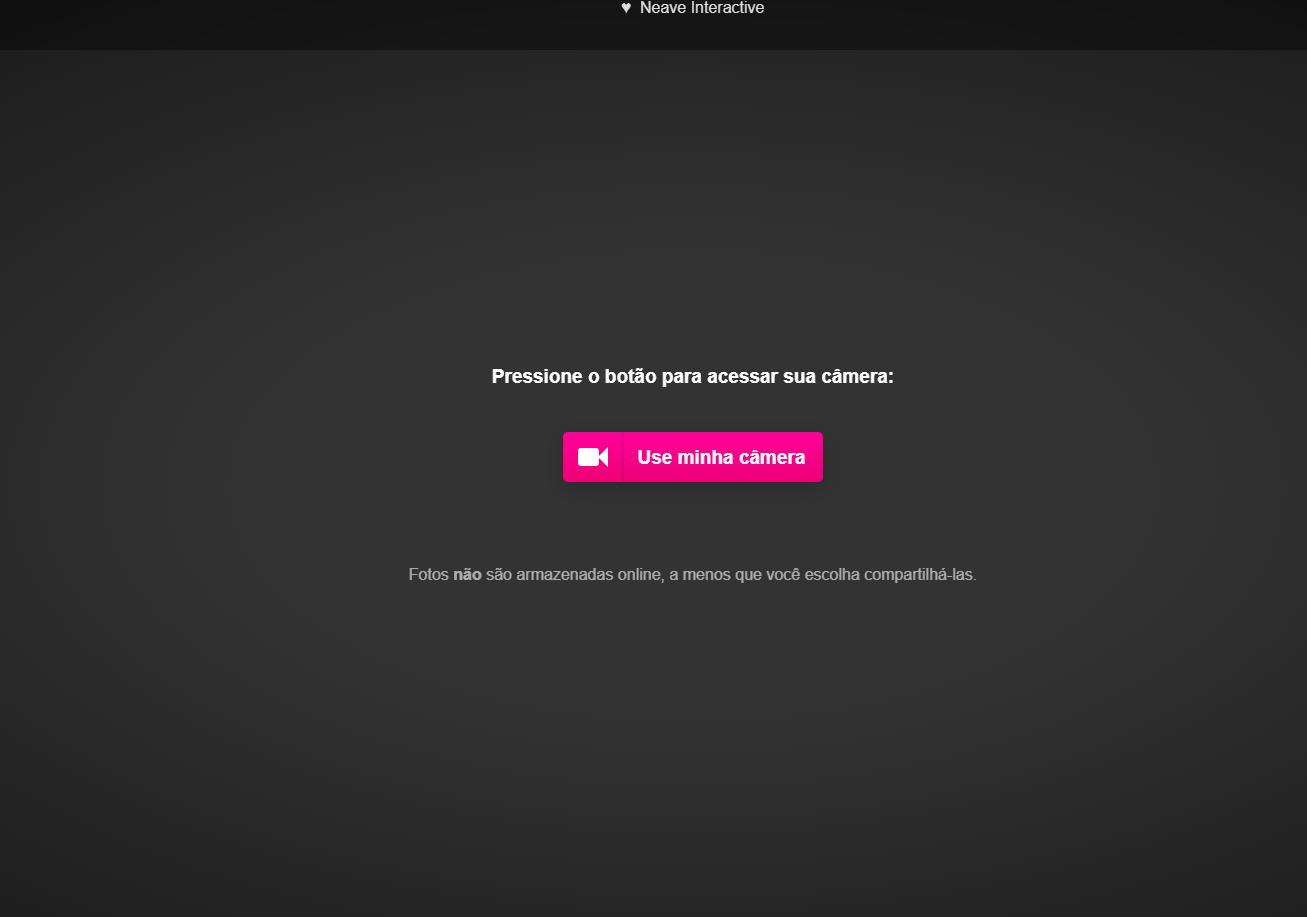 ♥ Neave Interactive
Pressione o botão para acessar sua câmera:
Use minha câmera
Fotos não são armazenadas online, a menos que você escolha compartilhá-las.